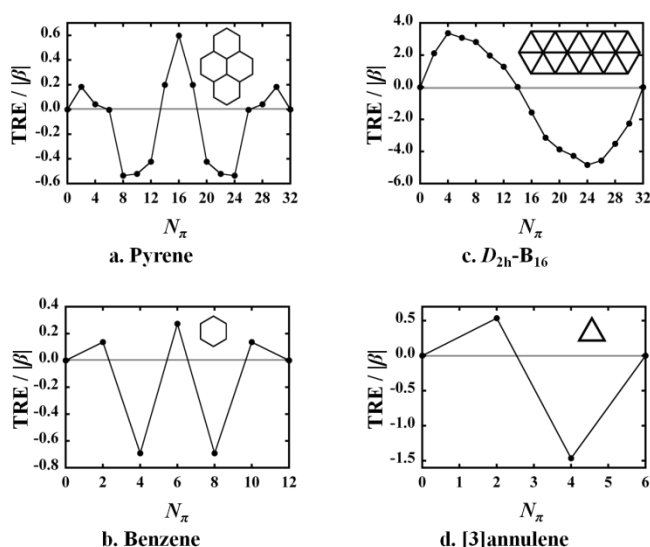 0.6
0.4
0.2
0.0
-0.2
-0.4
-0.6
TRE / |β|
0 4 8 12 16 20 24 28 32
Nπ
a. Pyrene
4.0
2.0
0.0
-2.0
-4.0
-6.0
TRE / |β|
0 4 8 12 16 20 24 28 32
Nπ
c. D2h-B16
0.4
0.2
0.0
-0.2
-0.4
-0.6
-0.8
TRE / |β|
0 2 4 6 8 10 12
Nπ
b. Benzene
0.5
0.0
-0.5
-1.0
-1.5
TRE / |β|
0 1 2 3 4 5 6
Nπ
d. [3]annulene